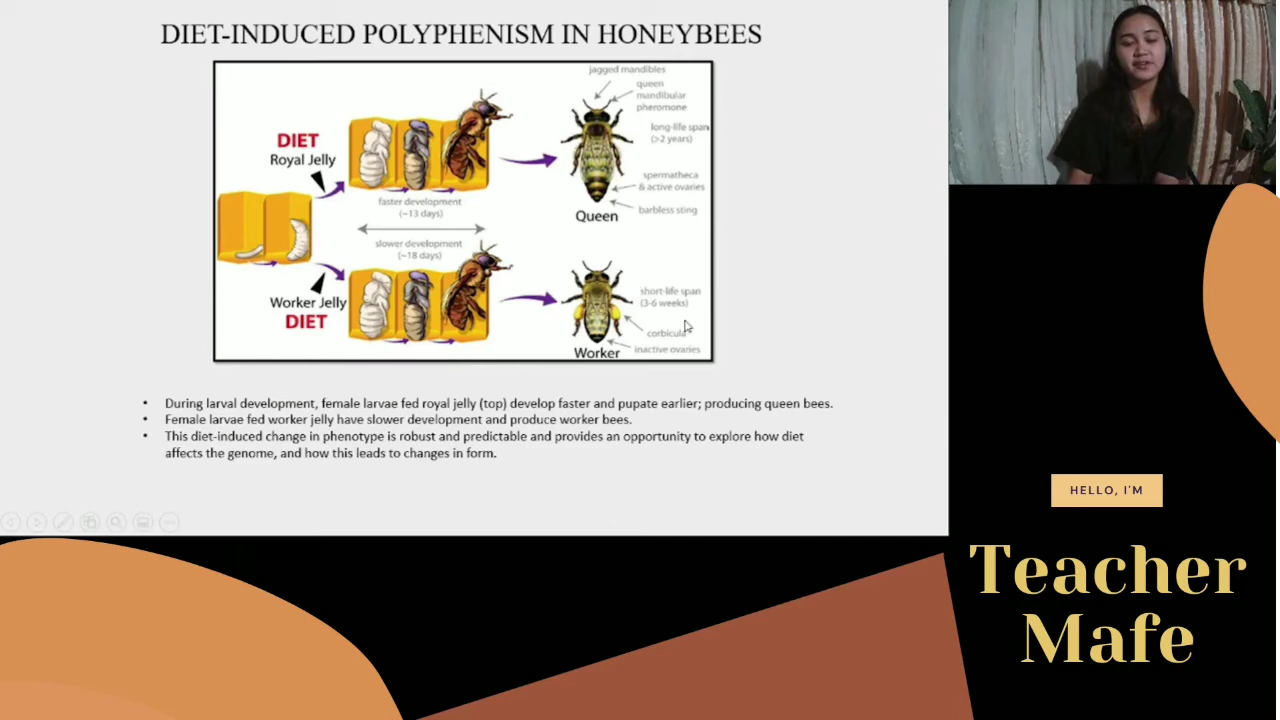 DIET-INDUCED POLYPHENISM IN HONEYBEES
jagged mandibles
queen
mandibular
pheromone
long-life span
(>2 years)
spermatheca
& active ovaries
barbless sting
Queen
DIET
Royal Jelly
faster development
(~13 days)
slower development
(~18 days)
Worker Jelly
DIET
short-life span
(3-6 weeks)
corbicula
inactive ovaries
Worker
• During larval development, female larvae fed royal jelly (top) develop faster and pupate earlier; producing queen bees.
• Female larvae fed worker jelly have slower development and produce worker bees.
• This diet-induced change in phenotype is robust and predictable and provides an opportunity to explore how diet
affects the genome, and how this leads to changes in form.
HELLO, I'M
Teacher
Mafe